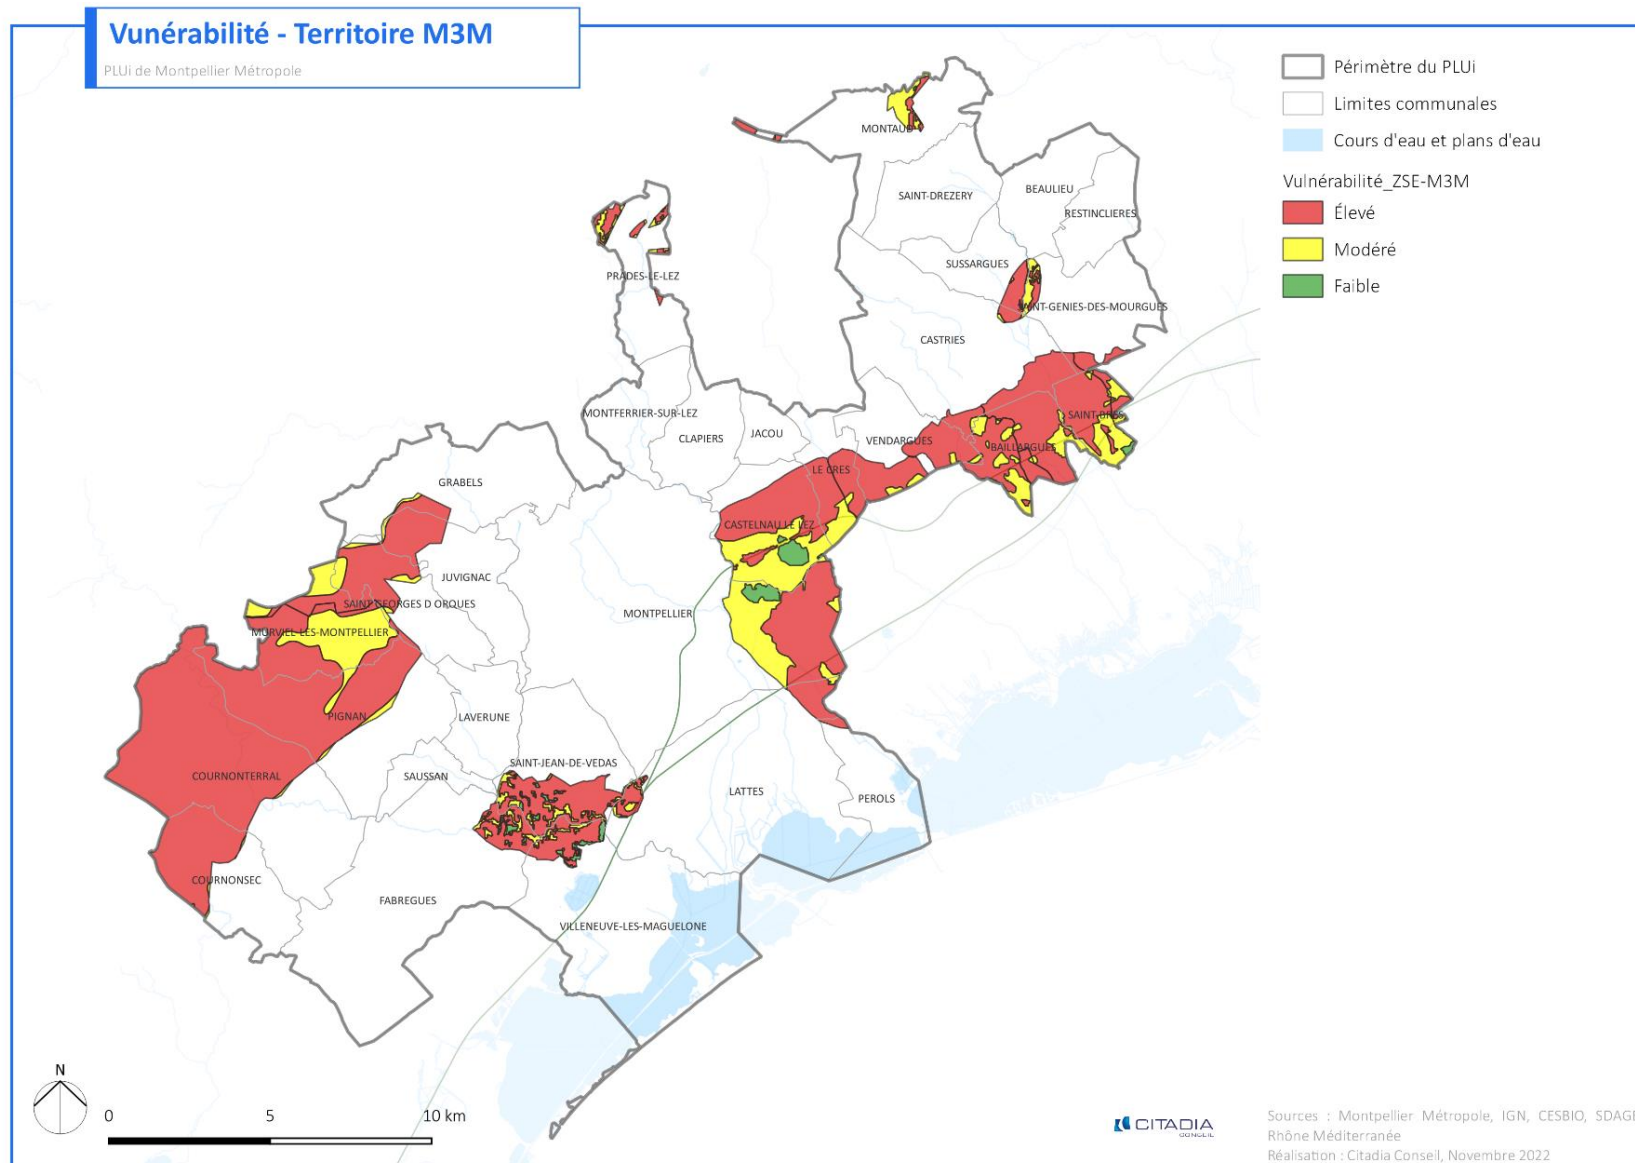 Vunérabilité - Territoire M3M
PLUi de Montpellier Métropole
Périmètre du PLUi
Limites communales
Cours d'eau et plans d'eau
Vulnérabilité_ZSE-M3M
Élevé
Modéré
Faible
MONTAUD
SAINT-DREZERY
BEAULIEU
RESTINCLIERES
SUSSARGUES
PRADES-LE-LEZ
SAINT-GENIES-DES-MOURGUES
CASTRIES
MONTFERRIER-SUR-LEZ
CLAPIERS
JACOU
VENDARGUES
SAINT-BRES
BAILLARGUES
LE CRES
GRABELS
CASTELNAU LE LEZ
JUVIGNAC
SAINT GEORGES D ORQUES
MONTPELLIER
MURVIEL-LES-MONTPELLIER
PIGNAN
LAVERUNE
COURNONTERRAL
SAUSSAN
SAINT-JEAN-DE-VEDAS
LATTES
PEROLS
COURNONSEC
FABREGUES
VILLENEUVE-LES-MAGUELONE
N
0 5 10 km
CITADIA
CONSEIL
Sources : Montpellier Métropole, IGN, CESBIO, SDAGE
Rhône Méditerranée
Réalisation : Citadia Conseil, Novembre 2022